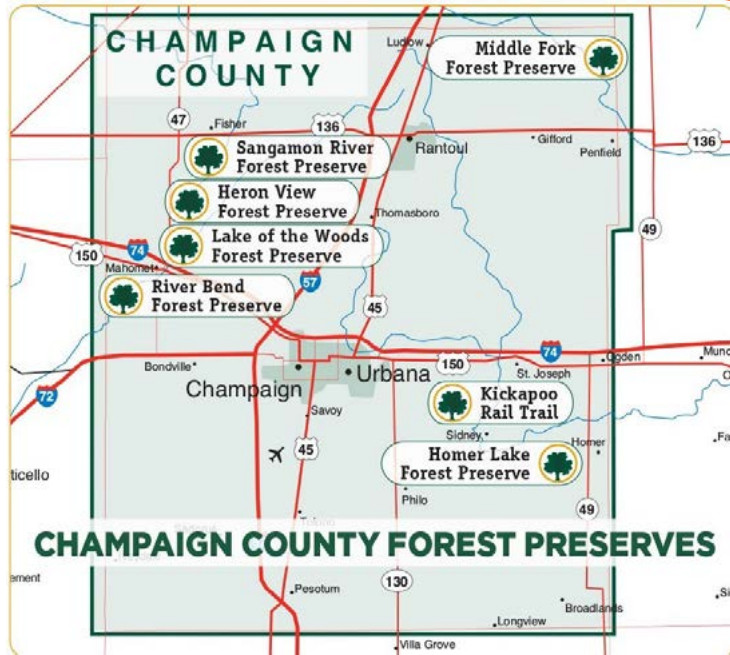 CHAMPAIGN
COUNTY
Ludlow
Middle Fork
Forest Preserve
47
Fisher
136
Rantoul
Gifford
Penfield
136
Sangamon River
Forest Preserve
Heron View
Forest Preserve
Thomasboro
49
Lake of the Woods
Forest Preserve
74
150
Mahomet
57
River Bend
Forest Preserve
45
74
Ogden
Bondville
150
St. Joseph
Champaign
Urbana
72
Savoy
Kickapoo
Rail Trail
Sidney
Homer
45
Homer Lake
Forest Preserve
ticello
Philo
49
CHAMPAIGN COUNTY FOREST PRESERVES
ement
130
Pesotum
Broadlands
Longview
Villa Grove